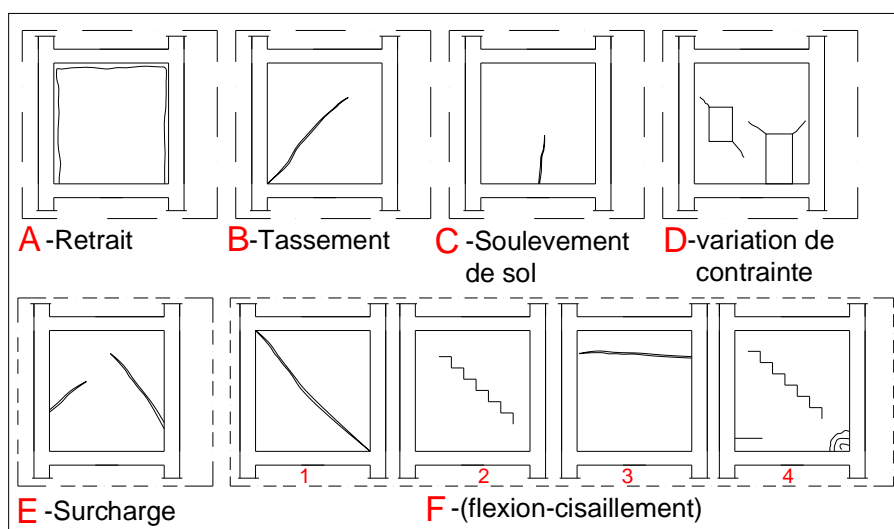 A -Retrait
B-Tassement
C -Soulevement
de sol
D-variation de
contrainte
E -Surcharge
1
2
3
4
F -(flexion-cisaillement)